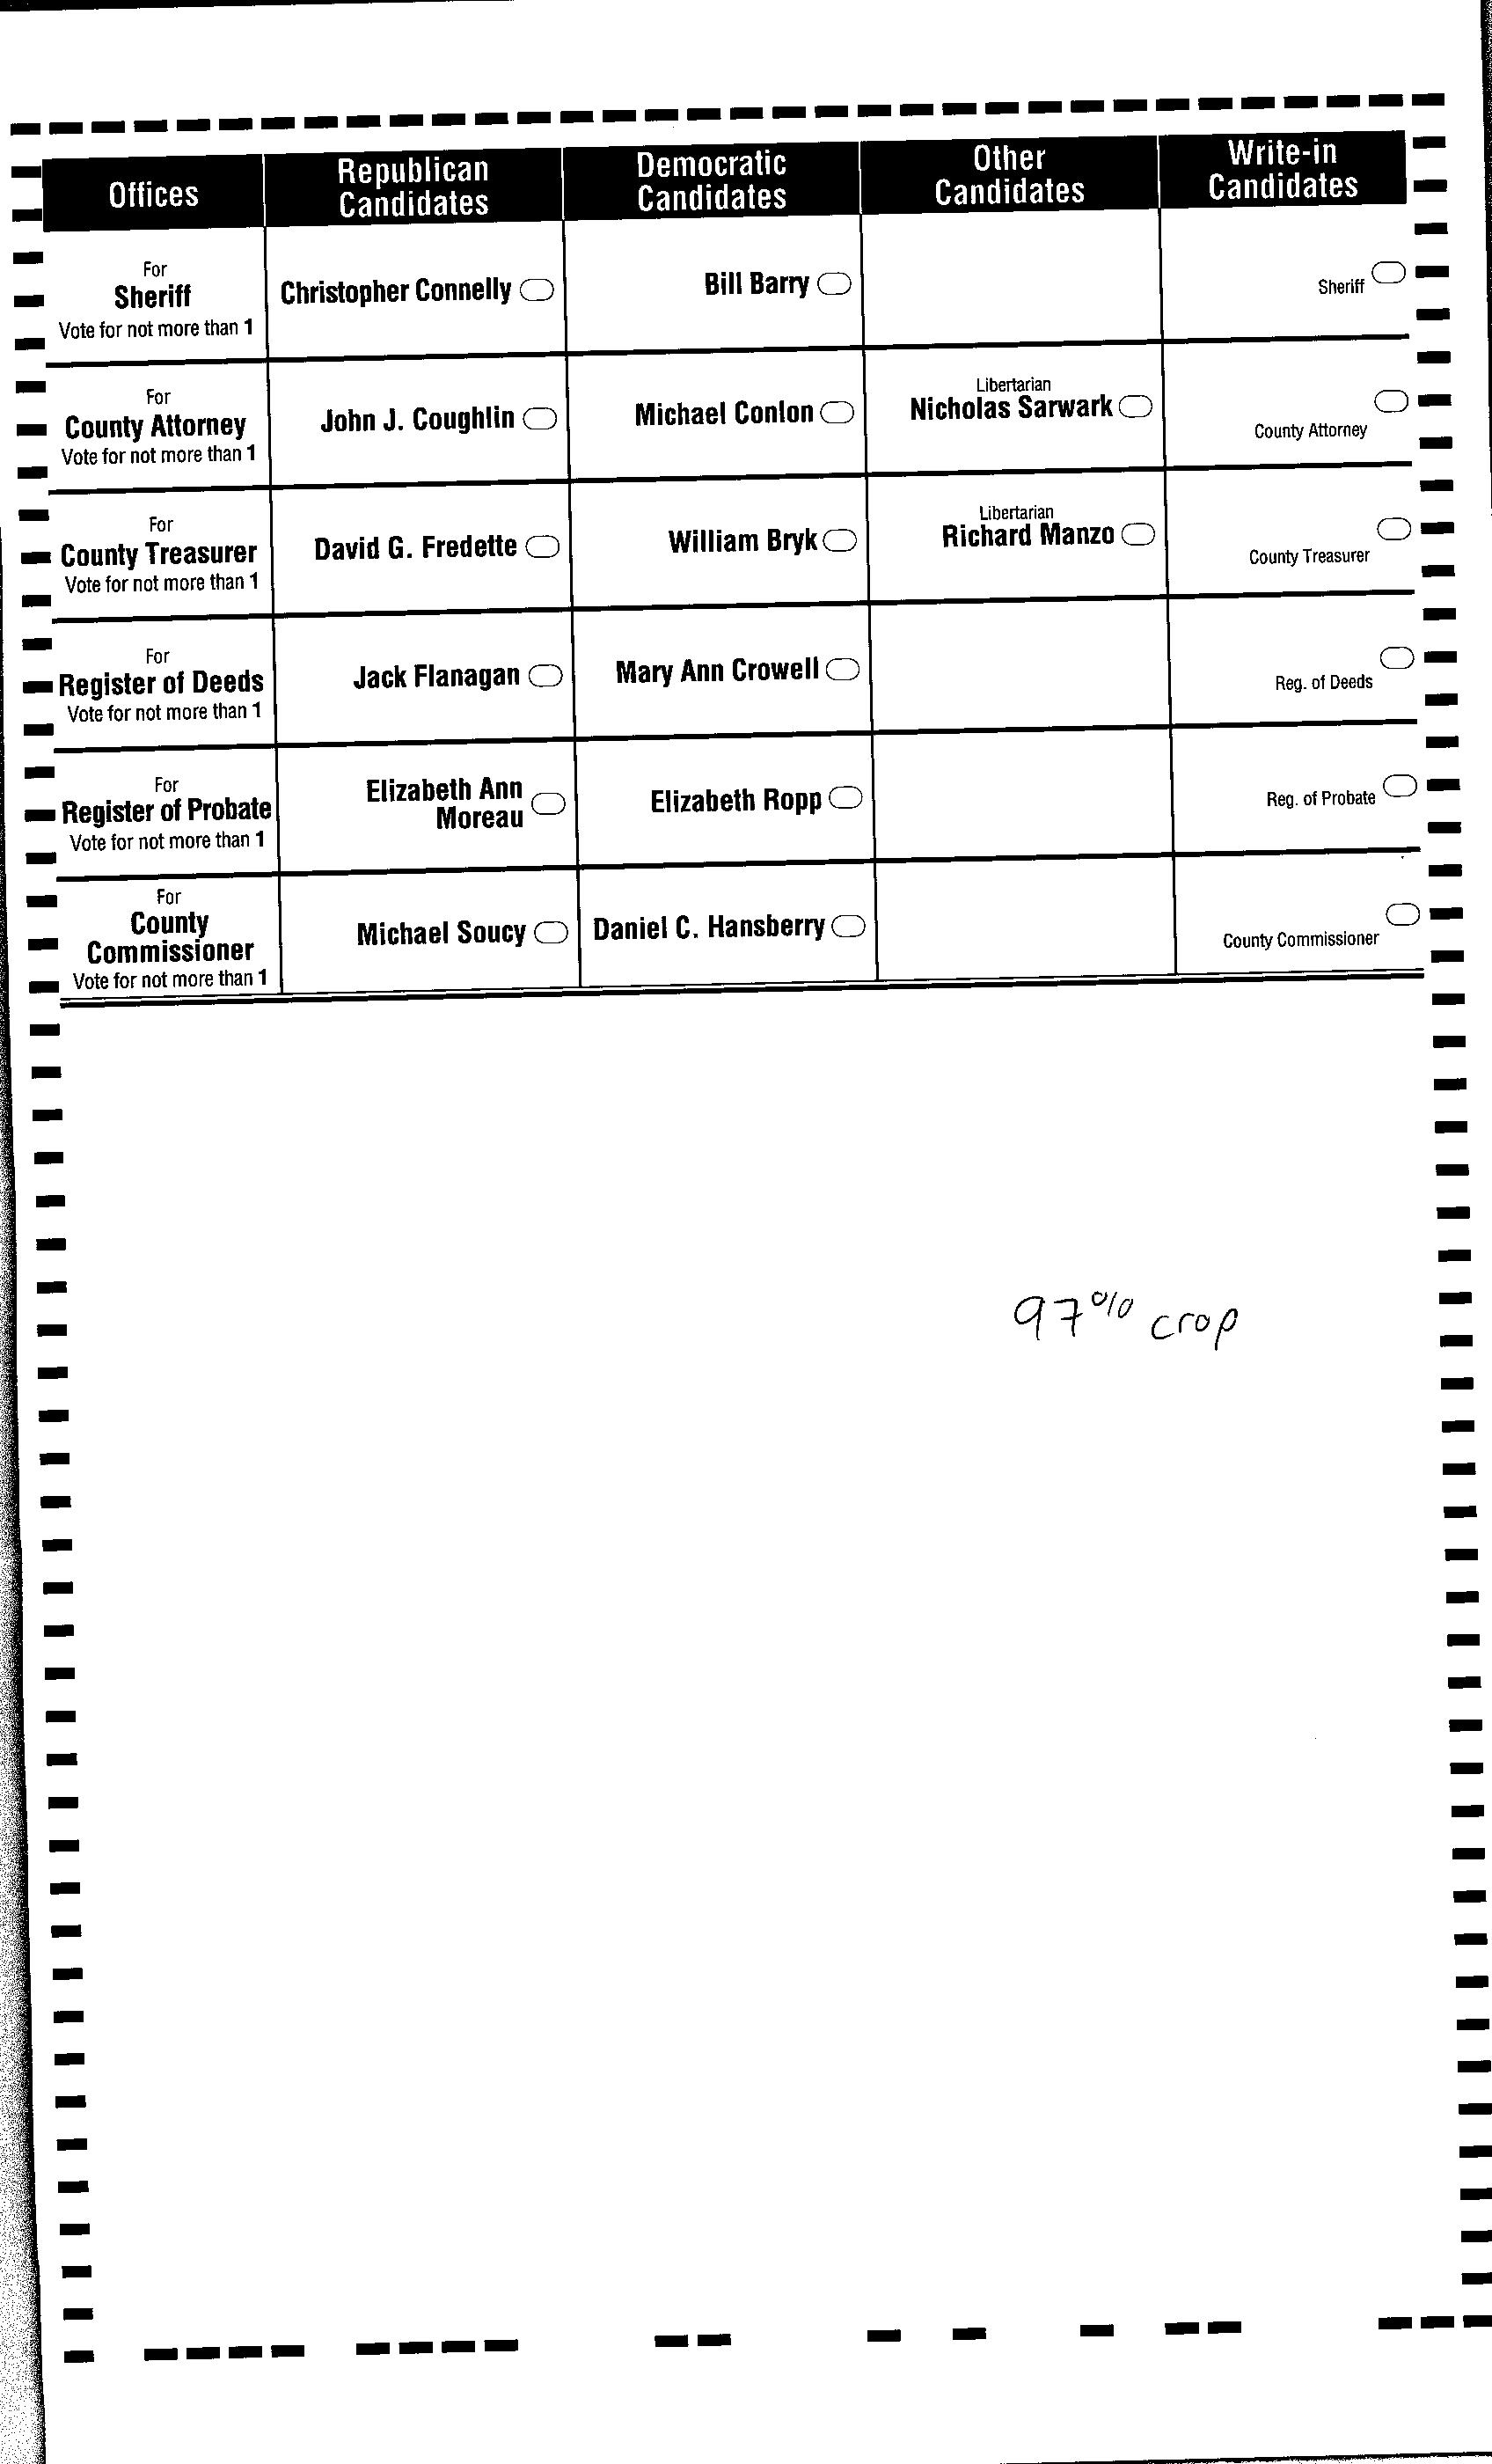 Offices
Republican
Candidates
Democratic
Candidates
Other
Candidates
Write-in
Candidates
For
Sheriff
Vote for not more than 1
Christopher Connelly
Bill Barry
Sheriff
For
County Attorney
Vote for not more than 1
John J. Coughlin
Michael Conlon
Libertarian
Nicholas Sarwark
County Attorney
For
County Treasurer
Vote for not more than 1
David G. Fredette
William Bryk
Libertarian
Richard Manzo
County Treasurer
For
Register of Deeds
Vote for not more than 1
Jack Flanagan
Mary Ann Crowell
Reg. of Deeds
For
Register of Probate
Vote for not more than 1
Elizabeth Ann
Moreau
Elizabeth Ropp
Reg. of Probate
For
County
Commissioner
Vote for not more than 1
Michael Soucy
Daniel C. Hansberry
County Commissioner
97% crop